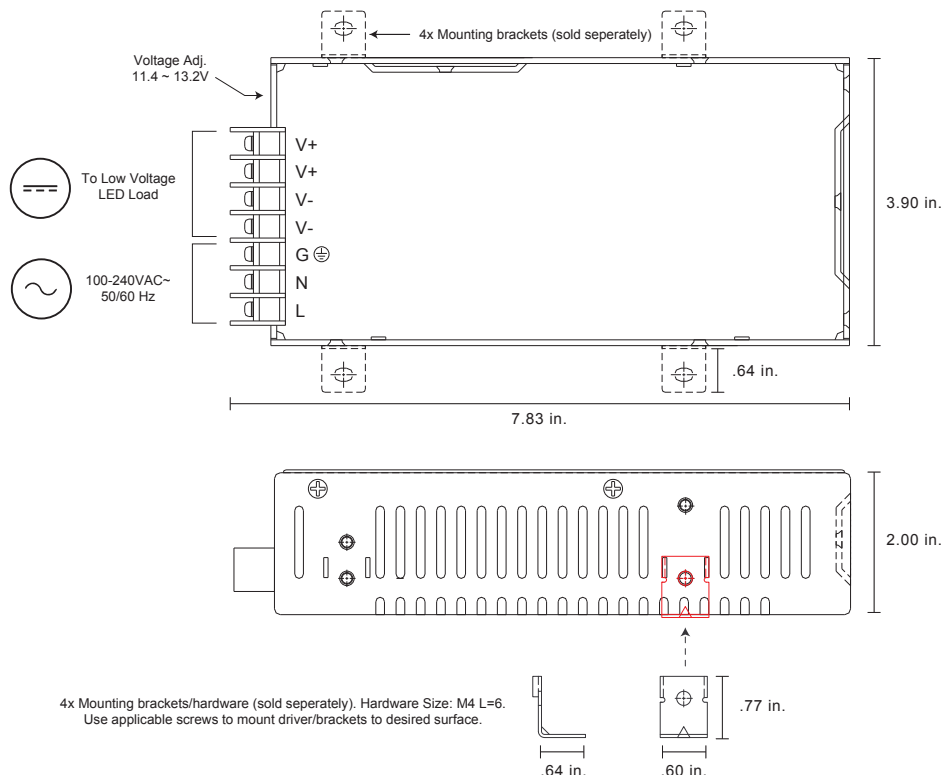 4x Mounting brackets (sold seperately)
Voltage Adj.
11.4 ~ 13.2V
V+
V+
V-
V-
G
N
L
To Low Voltage
LED Load
100-240VAC~
50/60 Hz
3.90 in.
.64 in.
7.83 in.
2.00 in.
4x Mounting brackets/hardware (sold seperately). Hardware Size: M4 L=6.
Use applicable screws to mount driver/brackets to desired surface.
.77 in.
.64 in.
.60 in.